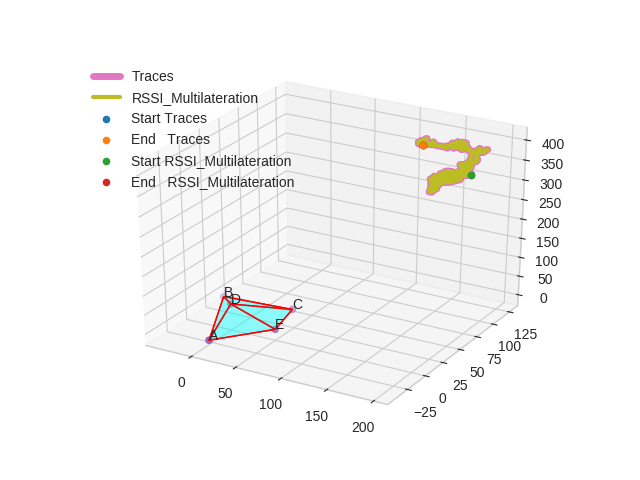 Traces
RSSI_Multilateration
Start Traces
End Traces
Start RSSI_Multilateration
End RSSI_Multilateration
B
D
C
A
E
0
50
100
150
200
−25
0
25
50
75
100
125
0
50
100
150
200
250
300
350
400